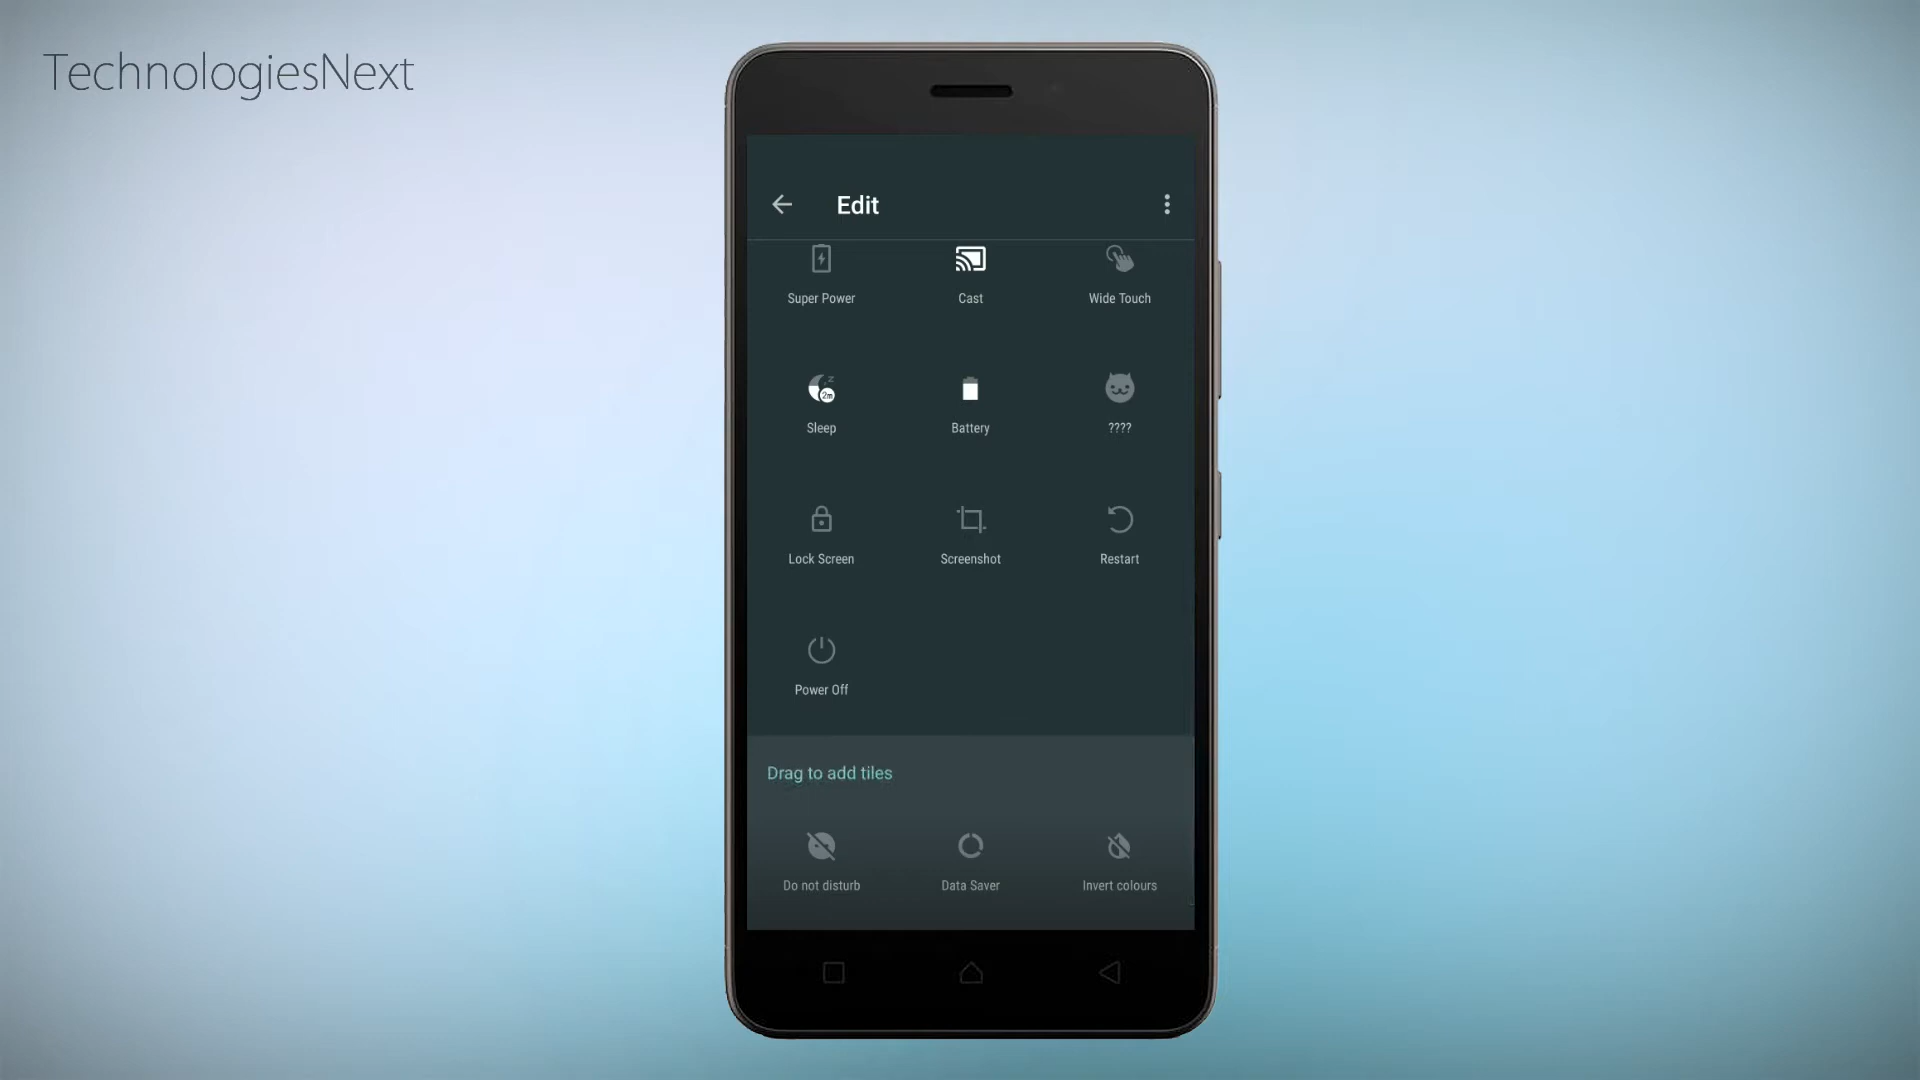 TechnologiesNext
Edit
Super Power
Cast
Wide Touch
2m
Sleep
Battery
????
Lock Screen
Screenshot
Restart
Power Off
Drag to add tiles
Do not disturb
Data Saver
Invert colours